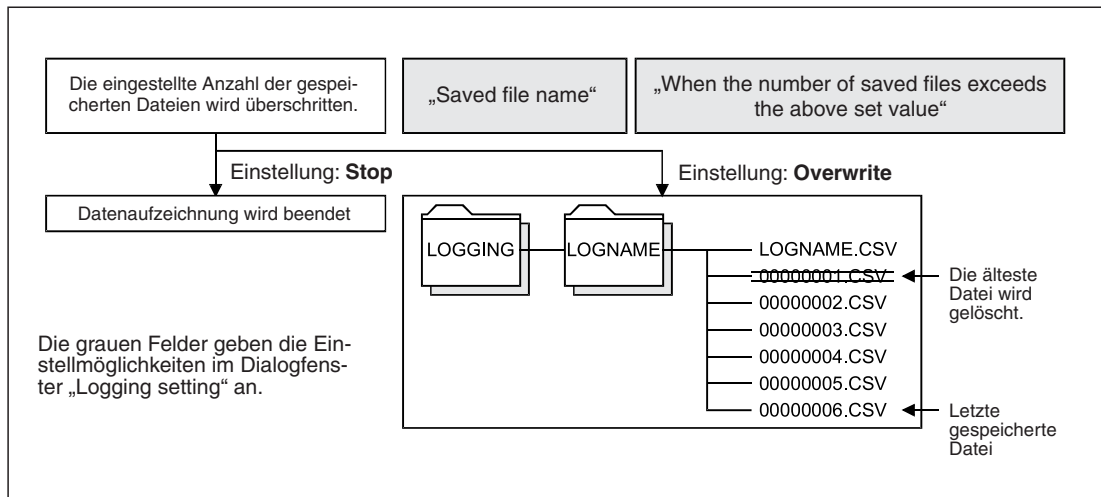 Die eingestellte Anzahl der gespei-
cherten Dateien wird überschritten.
„Saved file name“
„When the number of saved files exceeds
the above set value“
Einstellung: Stop
Einstellung: Overwrite
Datenaufzeichnung wird beendet
LOGGING
LOGNAME
LOGNAME.CSV
00000001.CSV
00000002.CSV
00000003.CSV
00000004.CSV
00000005.CSV
00000006.CSV
Die älteste
Datei wird
gelöscht.
Letzte
gespeicherte
Datei
Die grauen Felder geben die Ein-
stellmöglichkeiten im Dialogfens-
ter „Logging setting“ an.